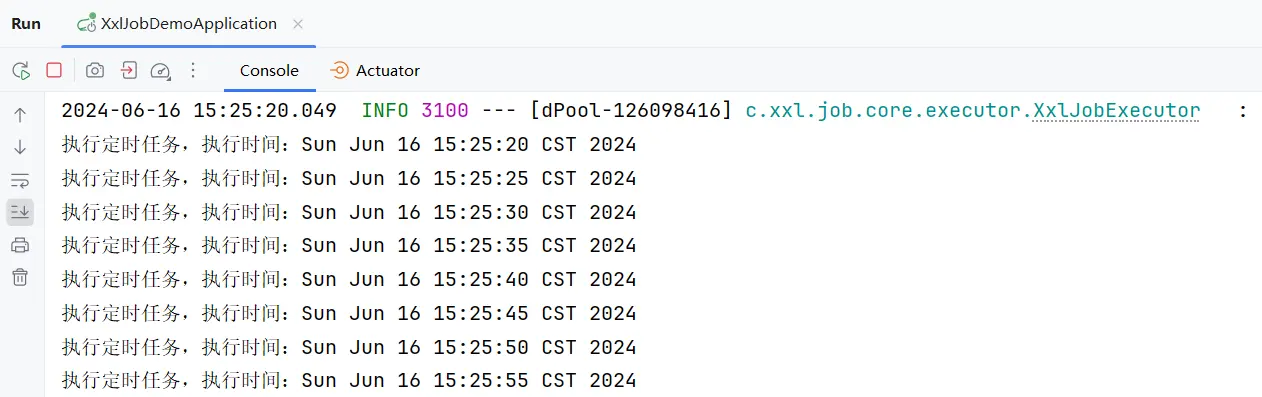 Run XxlJobDemoApplication
Console Actuator
2024-06-16 15:25:20.049  INFO 3100 --- [dPool-126098416] c.xxl.job.core.executor.XxlJobExecutor   :
执行定时任务，执行时间：Sun Jun 16 15:25:20 CST 2024
执行定时任务，执行时间：Sun Jun 16 15:25:25 CST 2024
执行定时任务，执行时间：Sun Jun 16 15:25:30 CST 2024
执行定时任务，执行时间：Sun Jun 16 15:25:35 CST 2024
执行定时任务，执行时间：Sun Jun 16 15:25:40 CST 2024
执行定时任务，执行时间：Sun Jun 16 15:25:45 CST 2024
执行定时任务，执行时间：Sun Jun 16 15:25:50 CST 2024
执行定时任务，执行时间：Sun Jun 16 15:25:55 CST 2024